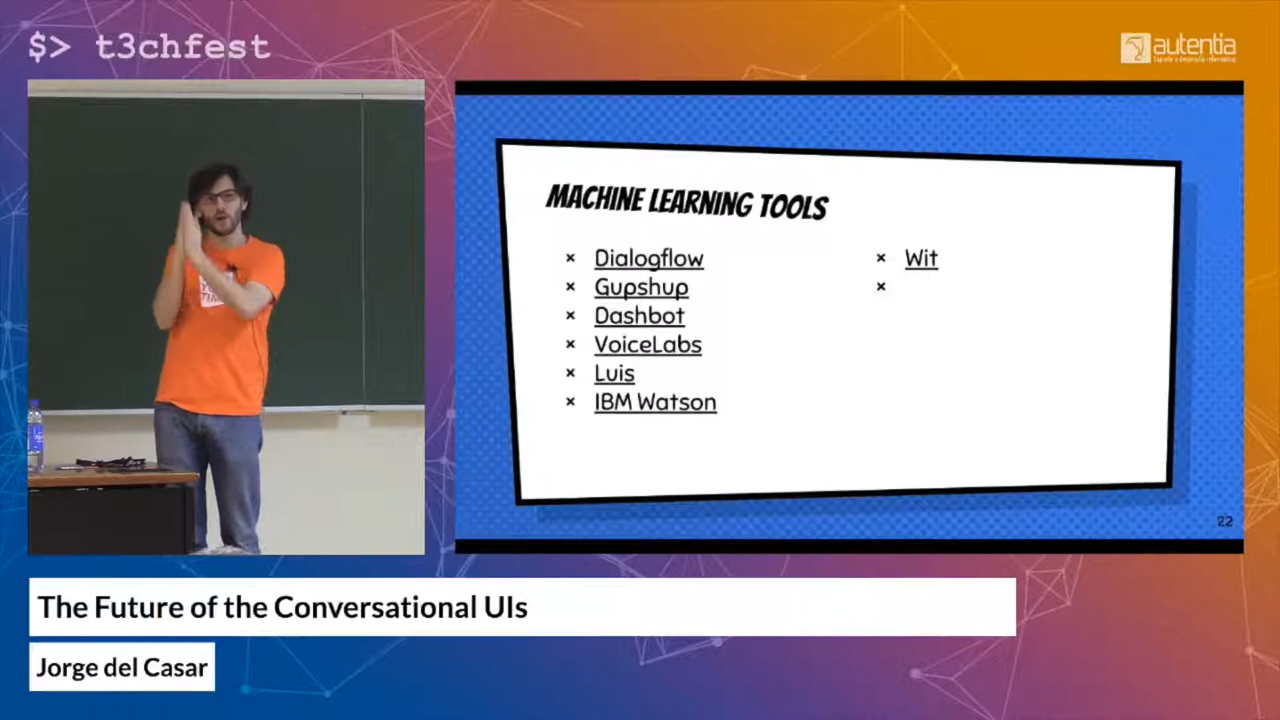 $> t3chfest
autentia
MACHINE LEARNING TOOLS
× Dialogflow
× Gupshup
× Dashbot
× VoiceLabs
× Luis
× IBM Watson
× Wit
×
22
The Future of the Conversational UIs
Jorge del Casar